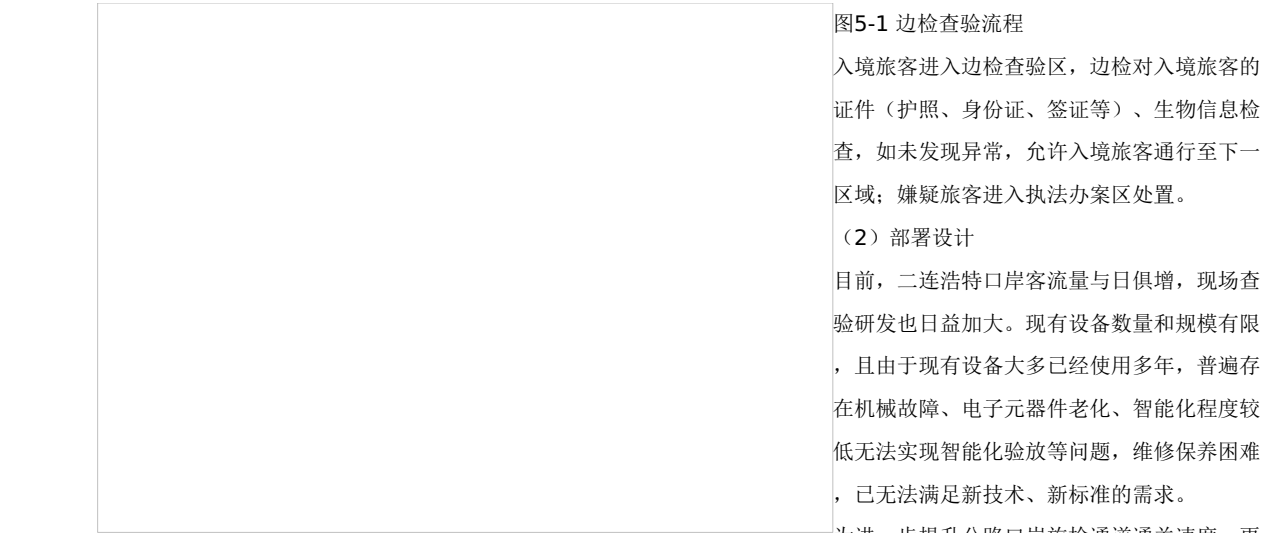 图5-1 边检查验流程
入境旅客进入边检查验区，边检对入境旅客的
证件（护照、身份证、签证等）、生物信息检
查，如未发现异常，允许入境旅客通行至下一
区域；嫌疑旅客进入执法办案区处置。
（2）部署设计
目前，二连浩特口岸客流量与日俱增，现场查
验研发也日益加大。现有设备数量和规模有限
，且由于现有设备大多已经使用多年，普遍存
在机械故障、电子元器件老化、智能化程度较
低无法实现智能化验放等问题，维修保养困难
，已无法满足新技术、新标准的需求。